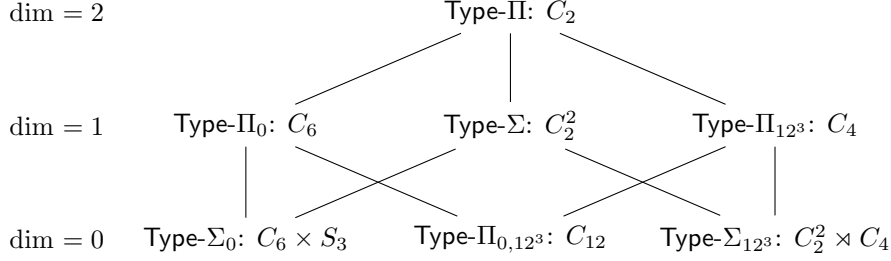 dim = 2 Type-Π: C₂
dim = 1 Type-Π₀: C₆ Type-Σ: C₂² Type-Π₁₂³: C₄
dim = 0 Type-Σ₀: C₆ × S₃ Type-Π₀,₁₂³: C₁₂ Type-Σ₁₂³: C₂² ⋊ C₄